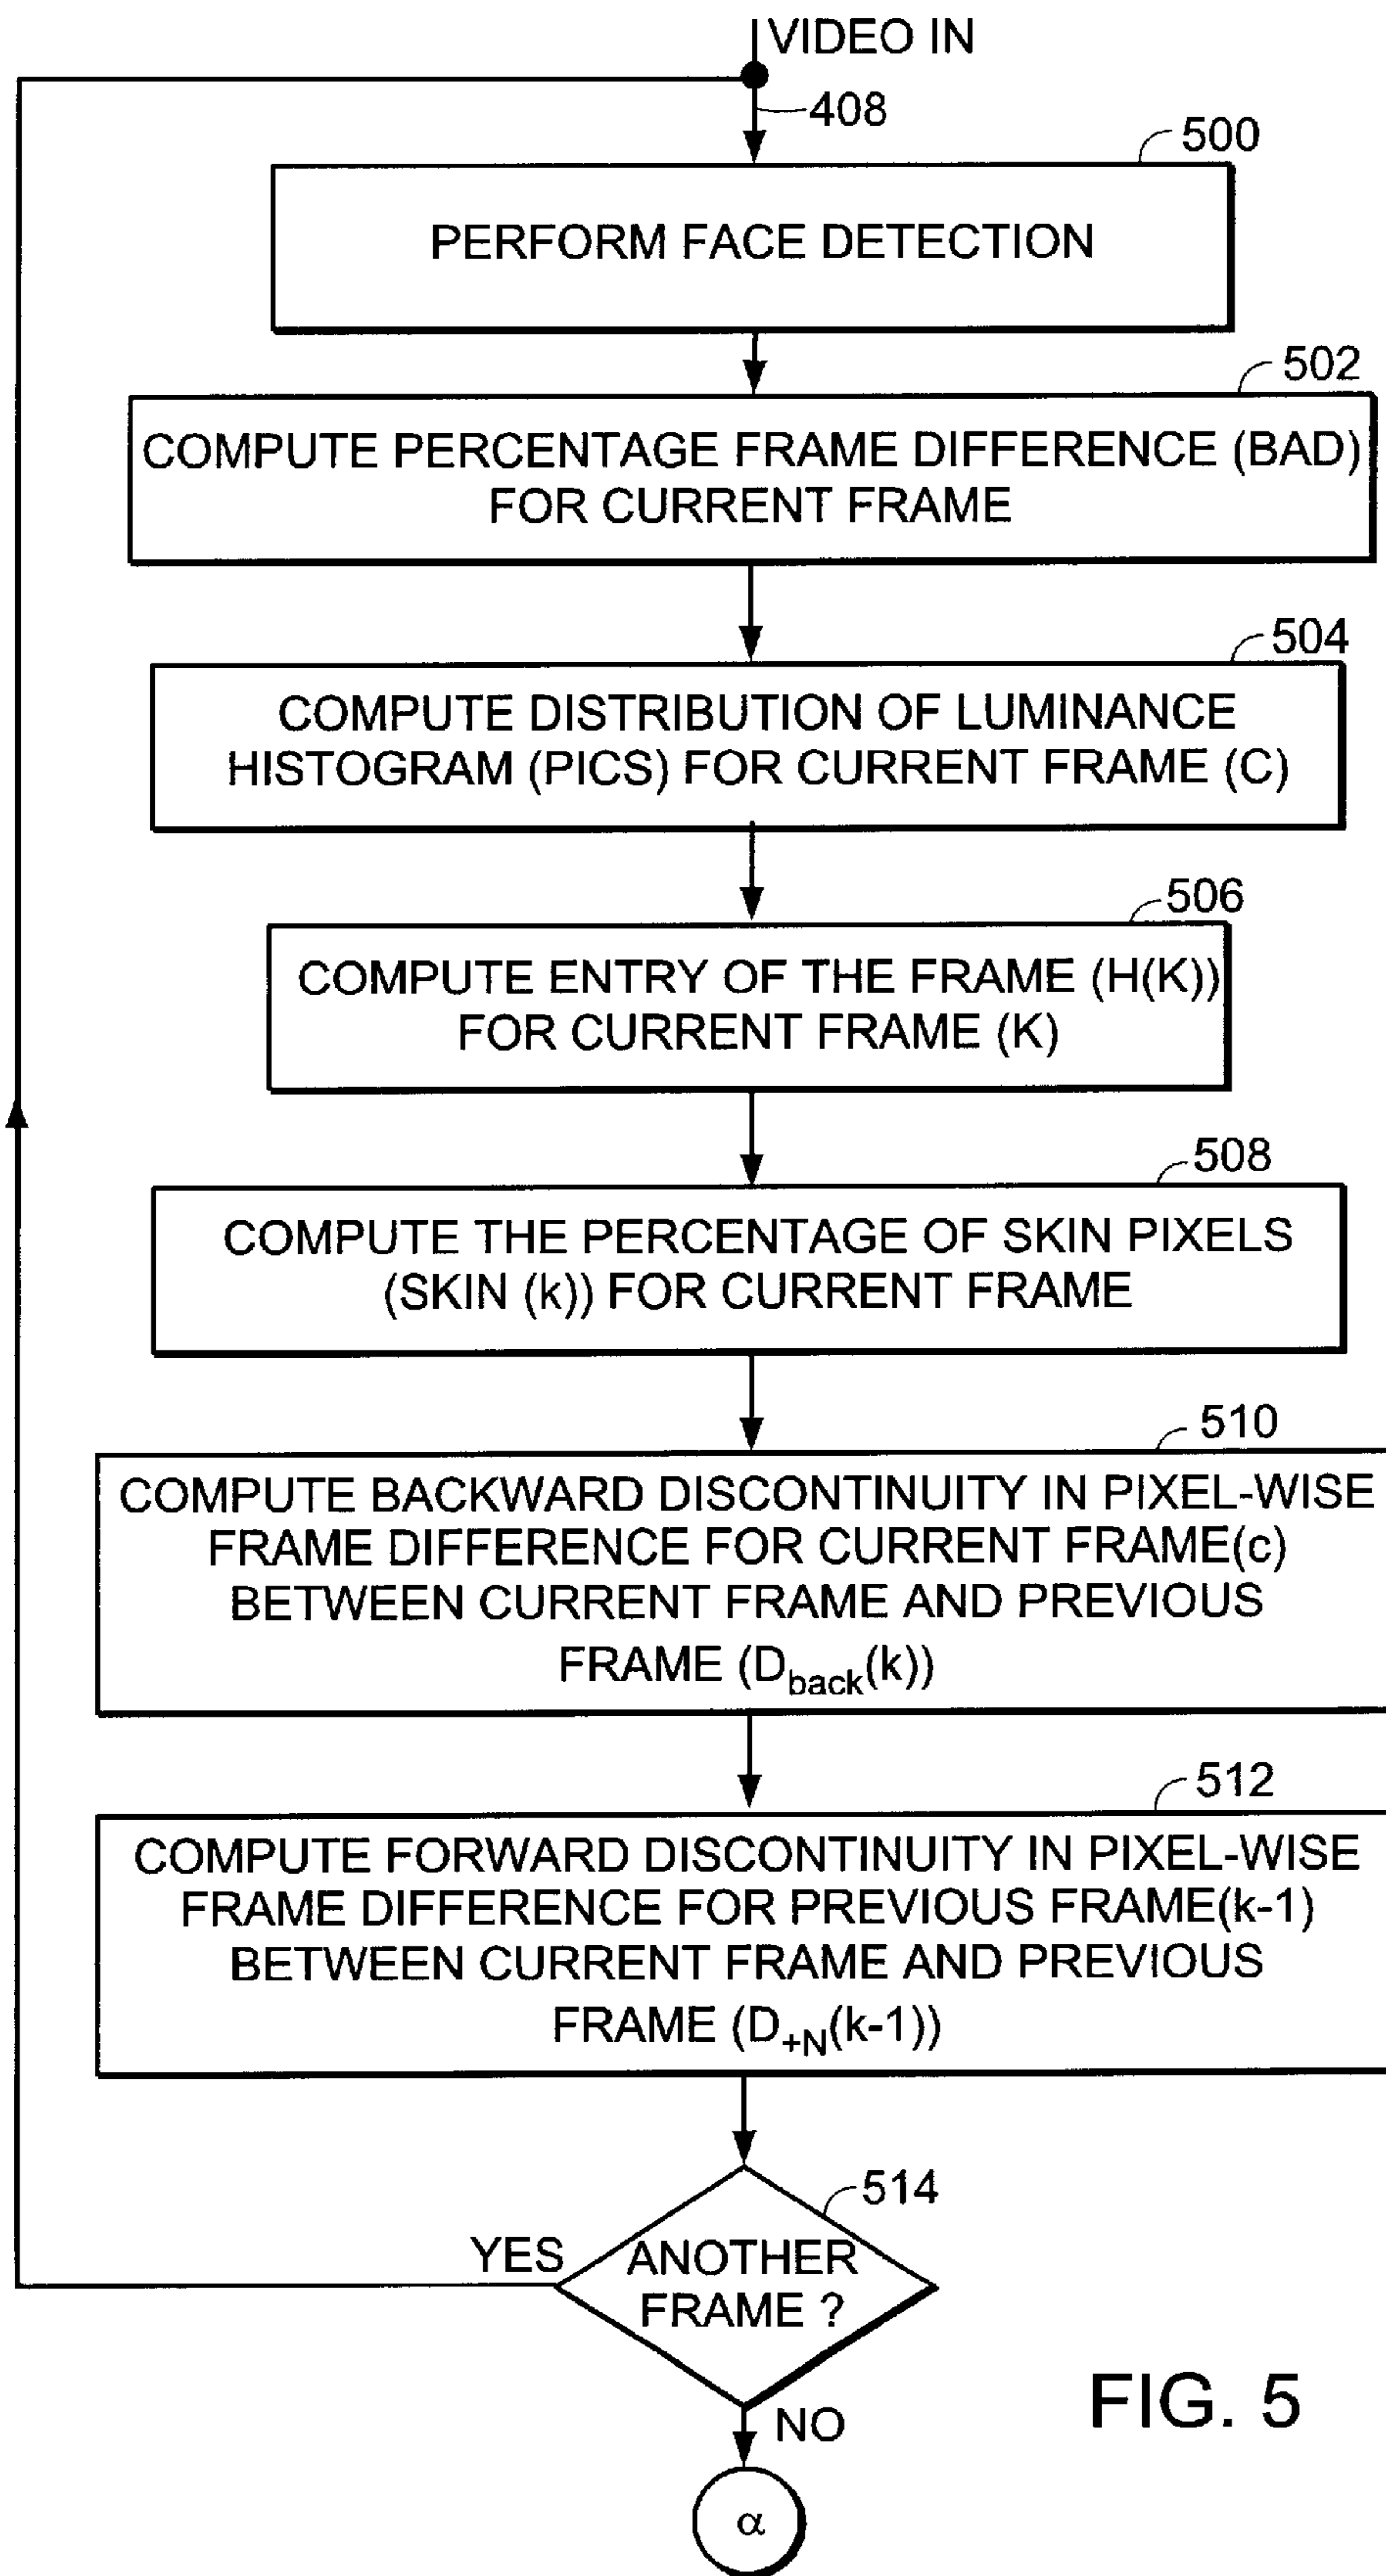 VIDEO IN
408
500
PERFORM FACE DETECTION
502
COMPUTE PERCENTAGE FRAME DIFFERENCE (BAD)
FOR CURRENT FRAME
504
COMPUTE DISTRIBUTION OF LUMINANCE
HISTOGRAM (PICS) FOR CURRENT FRAME (C)
506
COMPUTE ENTRY OF THE FRAME (H(K))
FOR CURRENT FRAME (K)
508
COMPUTE THE PERCENTAGE OF SKIN PIXELS
(SKIN (k)) FOR CURRENT FRAME
510
COMPUTE BACKWARD DISCONTINUITY IN PIXEL-WISE
FRAME DIFFERENCE FOR CURRENT FRAME(c)
BETWEEN CURRENT FRAME AND PREVIOUS
FRAME (Dback(k))
512
COMPUTE FORWARD DISCONTINUITY IN PIXEL-WISE
FRAME DIFFERENCE FOR PREVIOUS FRAME(k-1)
BETWEEN CURRENT FRAME AND PREVIOUS
FRAME (D+N(k-1))
514
YES
ANOTHER
FRAME ?
NO
α
FIG. 5